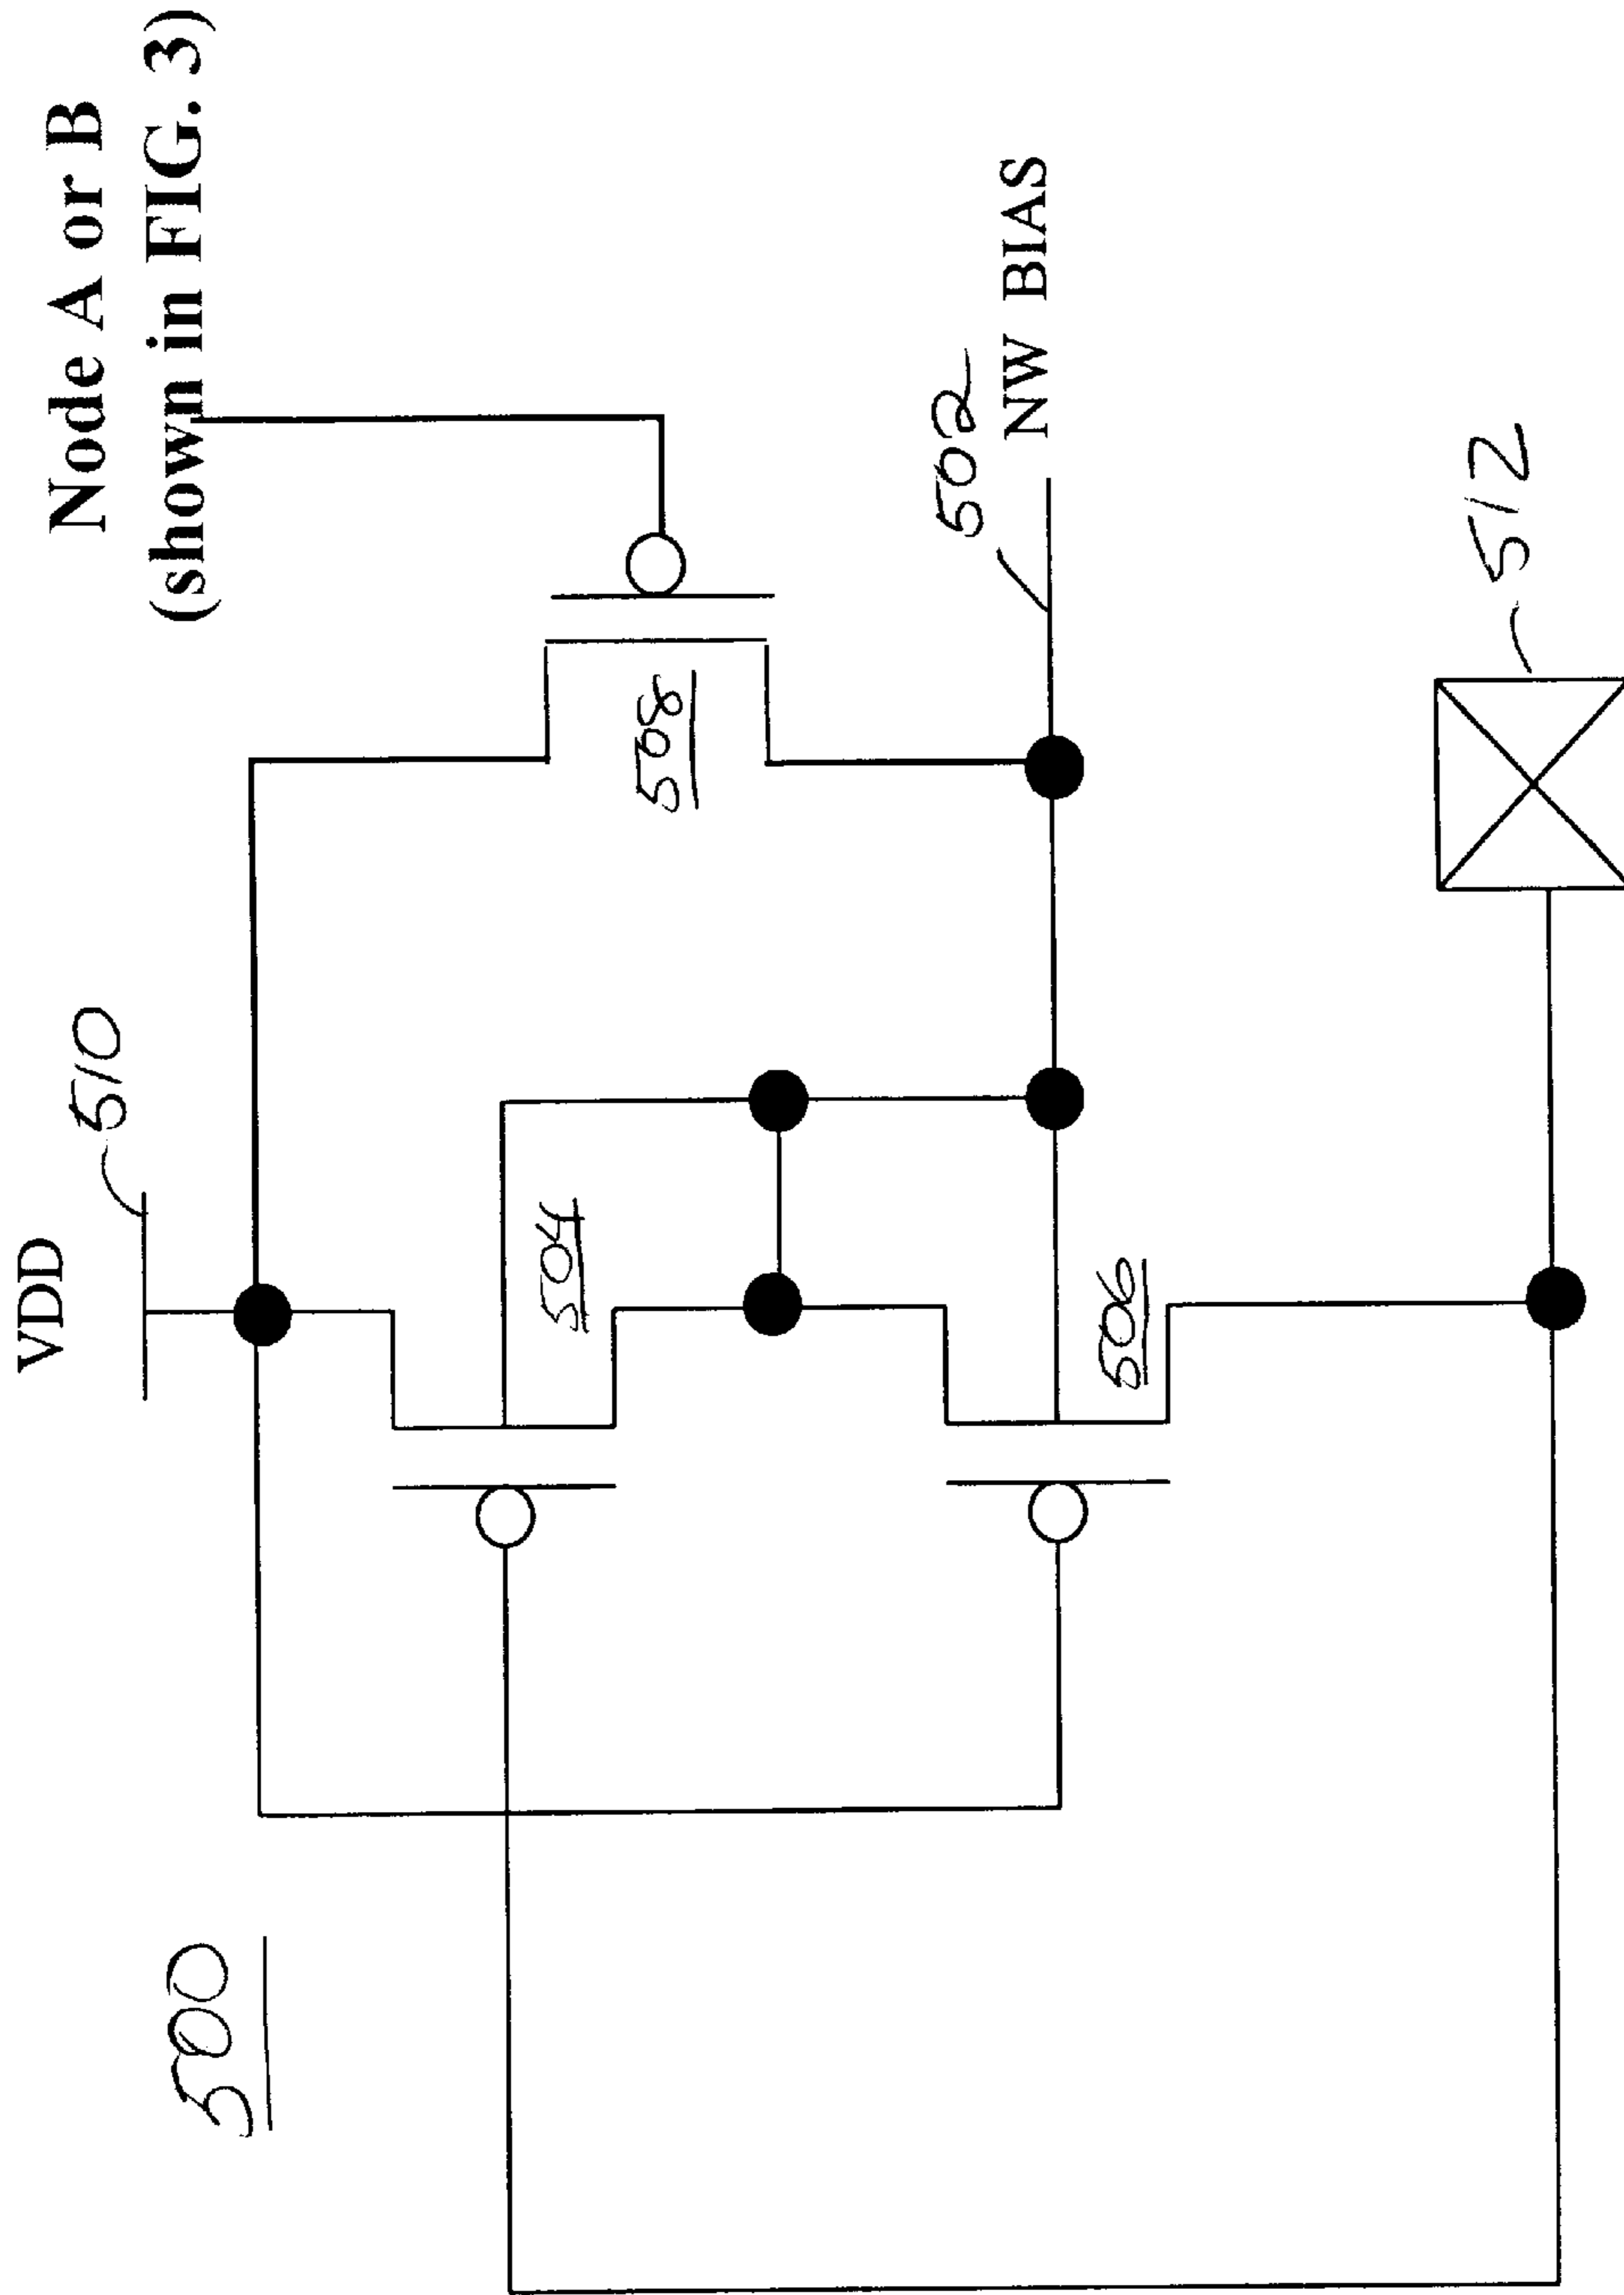 Node A or B
(shown in FIG. 3)
VDD
510
508
502
NW BIAS
504
506
512
500